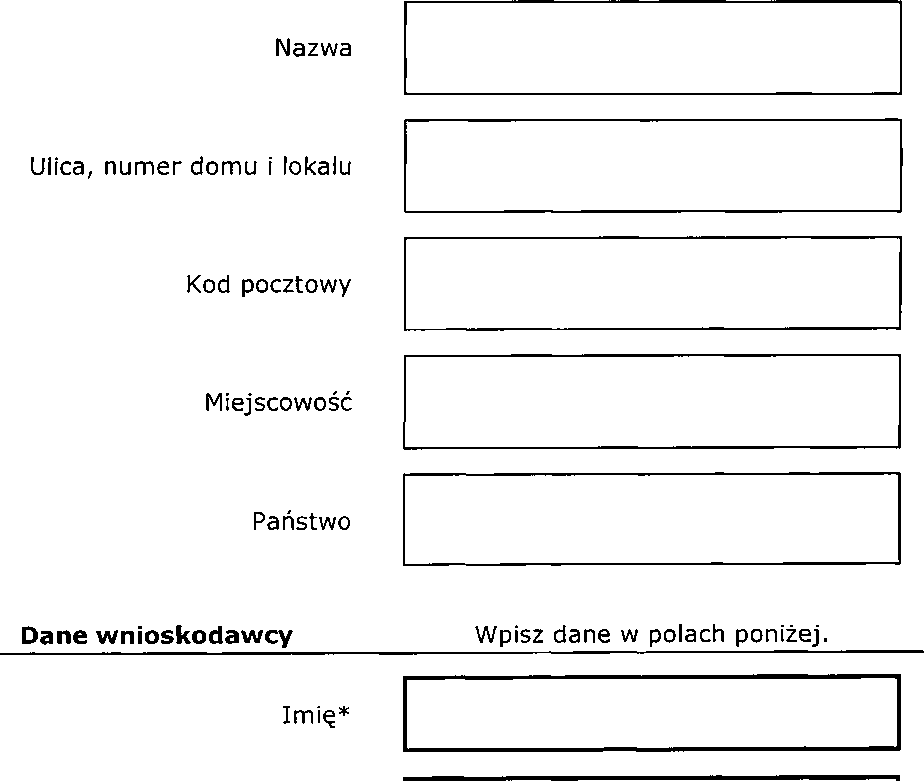 Nazwa
Ulica, numer domu i lokalu
Kod pocztowy
Miejscowość
Państwo
Dane wnioskodawcy Wpisz dane w polach poniżej.
Imię*